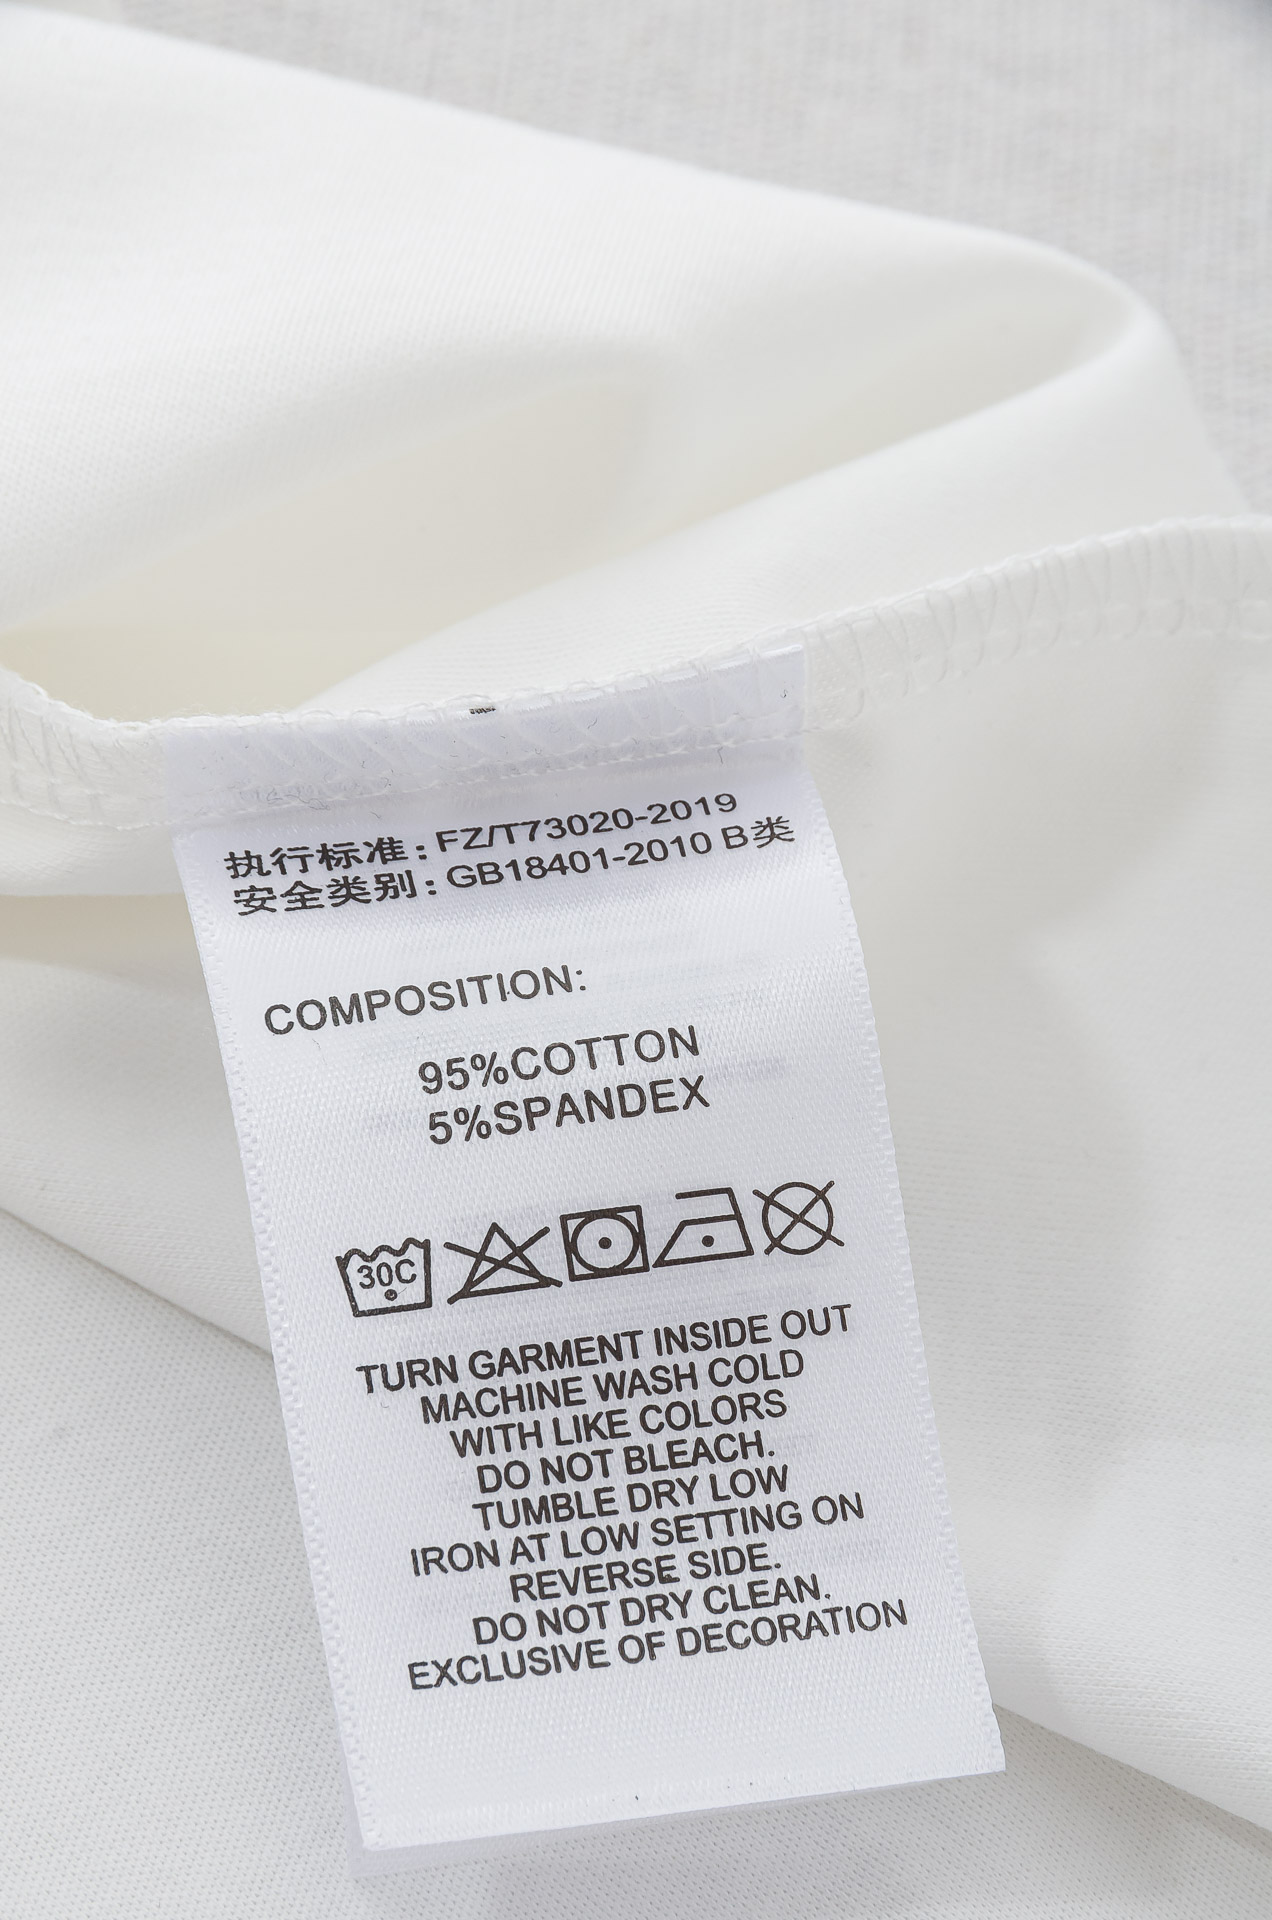 执行标准: FZ/T73020-2019
安全类别: GB18401-2010 B类
COMPOSITION:
95%COTTON
5%SPANDEX
30C
TURN GARMENT INSIDE OUT
MACHINE WASH COLD
WITH LIKE COLORS
DO NOT BLEACH.
TUMBLE DRY LOW
IRON AT LOW SETTING ON
REVERSE SIDE.
DO NOT DRY CLEAN.
EXCLUSIVE OF DECORATION